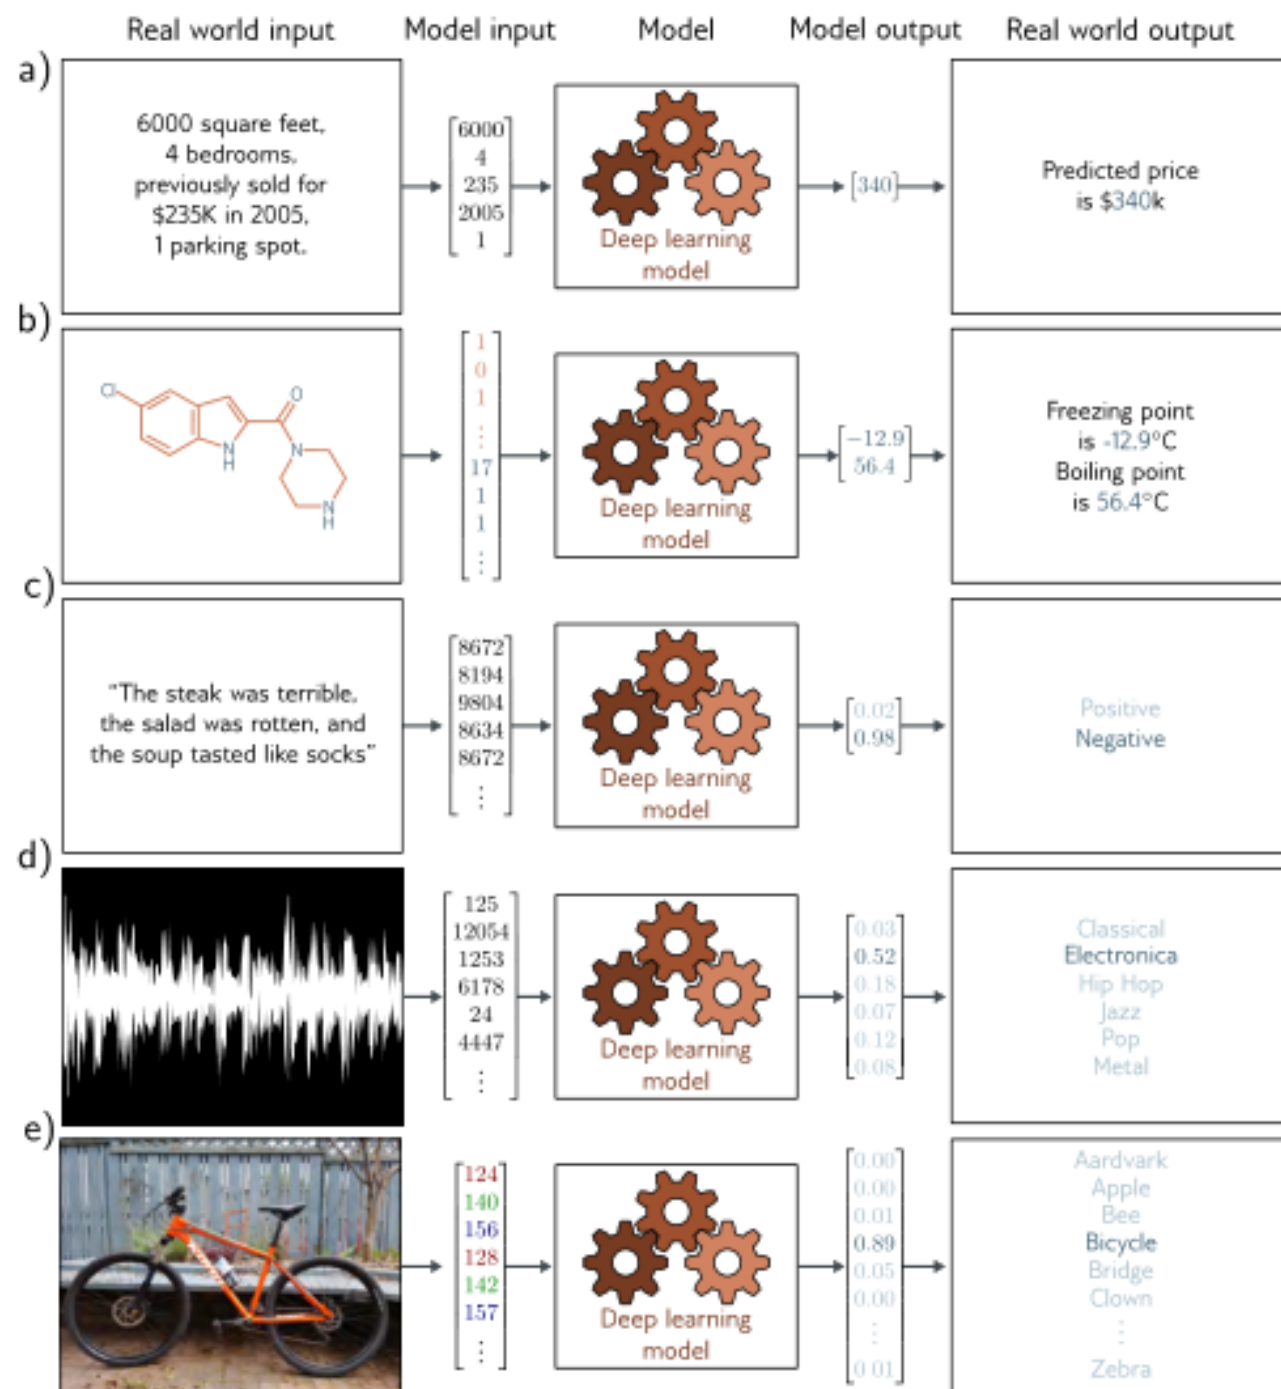 Real world input Model input Model Model output Real world output
a)
6000 square feet,
4 bedrooms,
previously sold for
$235K in 2005,
1 parking spot.
6000
4
235
2005
1
Deep learning
model
340
Predicted price
is $340k
b)
Cl
O
N
N
H
N
H
1
0
1
⋮
17
1
1
⋮
Deep learning
model
−12.9
56.4
Freezing point
is -12.9°C
Boiling point
is 56.4°C
c)
"The steak was terrible,
the salad was rotten, and
the soup tasted like socks"
8672
8194
9804
8634
8672
⋮
Deep learning
model
0.02
0.98
Positive
Negative
d)
125
12054
1253
6178
24
4447
⋮
Deep learning
model
0.03
0.52
0.18
0.07
0.12
0.08
Classical
Electronica
Hip Hop
Jazz
Pop
Metal
e)
124
140
156
128
142
157
⋮
Deep learning
model
0.00
0.00
0.01
0.89
0.05
0.00
⋮
0.01
Aardvark
Apple
Bee
Bicycle
Bridge
Clown
⋮
Zebra